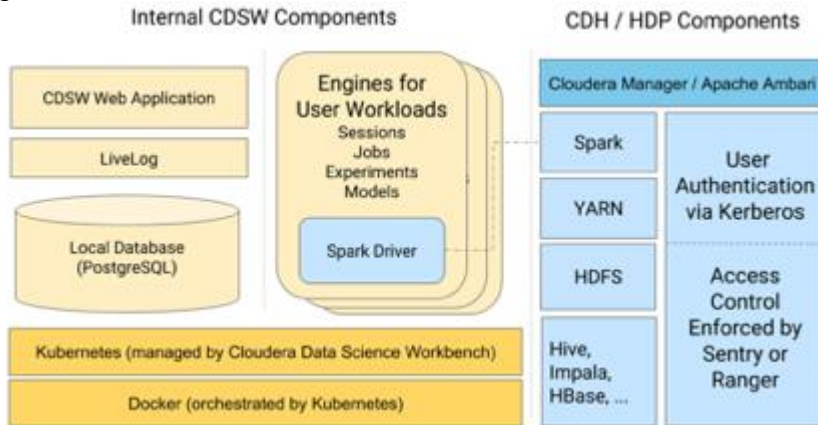 Internal CDSW Components
CDH / HDP Components
CDSW Web Application
LiveLog
Local Database
(PostgreSQL)
Engines for
User Workloads
Sessions
Jobs
Experiments
Models
Spark Driver
Kubernetes (managed by Cloudera Data Science Workbench)
Docker (orchestrated by Kubernetes)
Cloudera Manager / Apache Ambari
Spark
YARN
HDFS
Hive,
Impala,
HBase, ...
User
Authentication
via Kerberos
Access
Control
Enforced by
Sentry or
Ranger